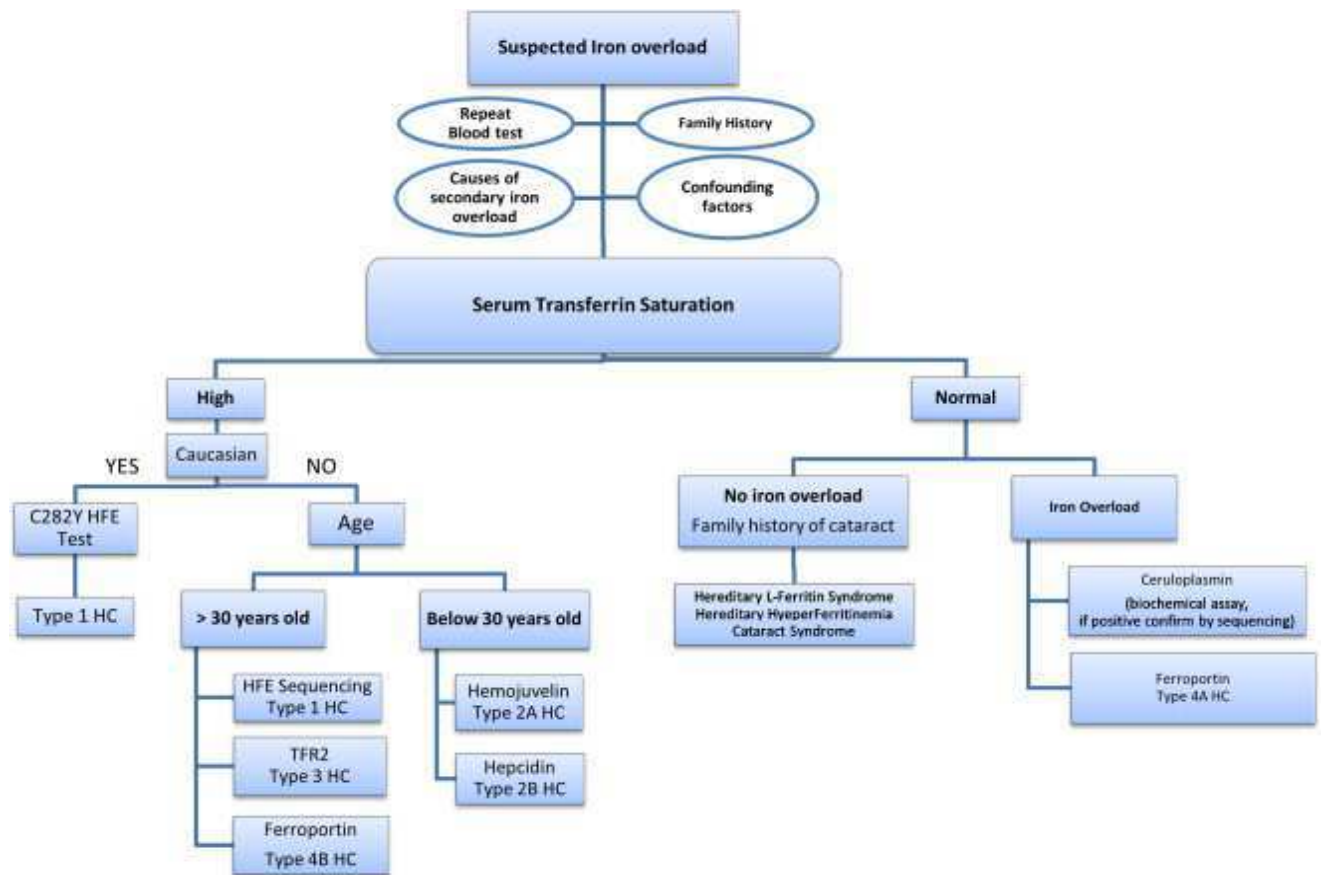 Suspected Iron overload
Repeat
Blood test
Family History
Causes of
secondary iron
overload
Confounding
factors
Serum Transferrin Saturation
High
Normal
Caucasian
YES
NO
C282Y HFE
Test
Age
No iron overload
Family history of cataract
Iron Overload
Type 1 HC
> 30 years old
Below 30 years old
Hereditary L-Ferritin Syndrome
Hereditary HyeperFerritinemia
Cataract Syndrome
Ceruloplasmin
(biochemical assay,
if positive confirm by sequencing)
HFE Sequencing
Type 1 HC
Hemojuvelin
Type 2A HC
Ferroportin
Type 4A HC
TFR2
Type 3 HC
Hepcidin
Type 2B HC
Ferroportin
Type 4B HC